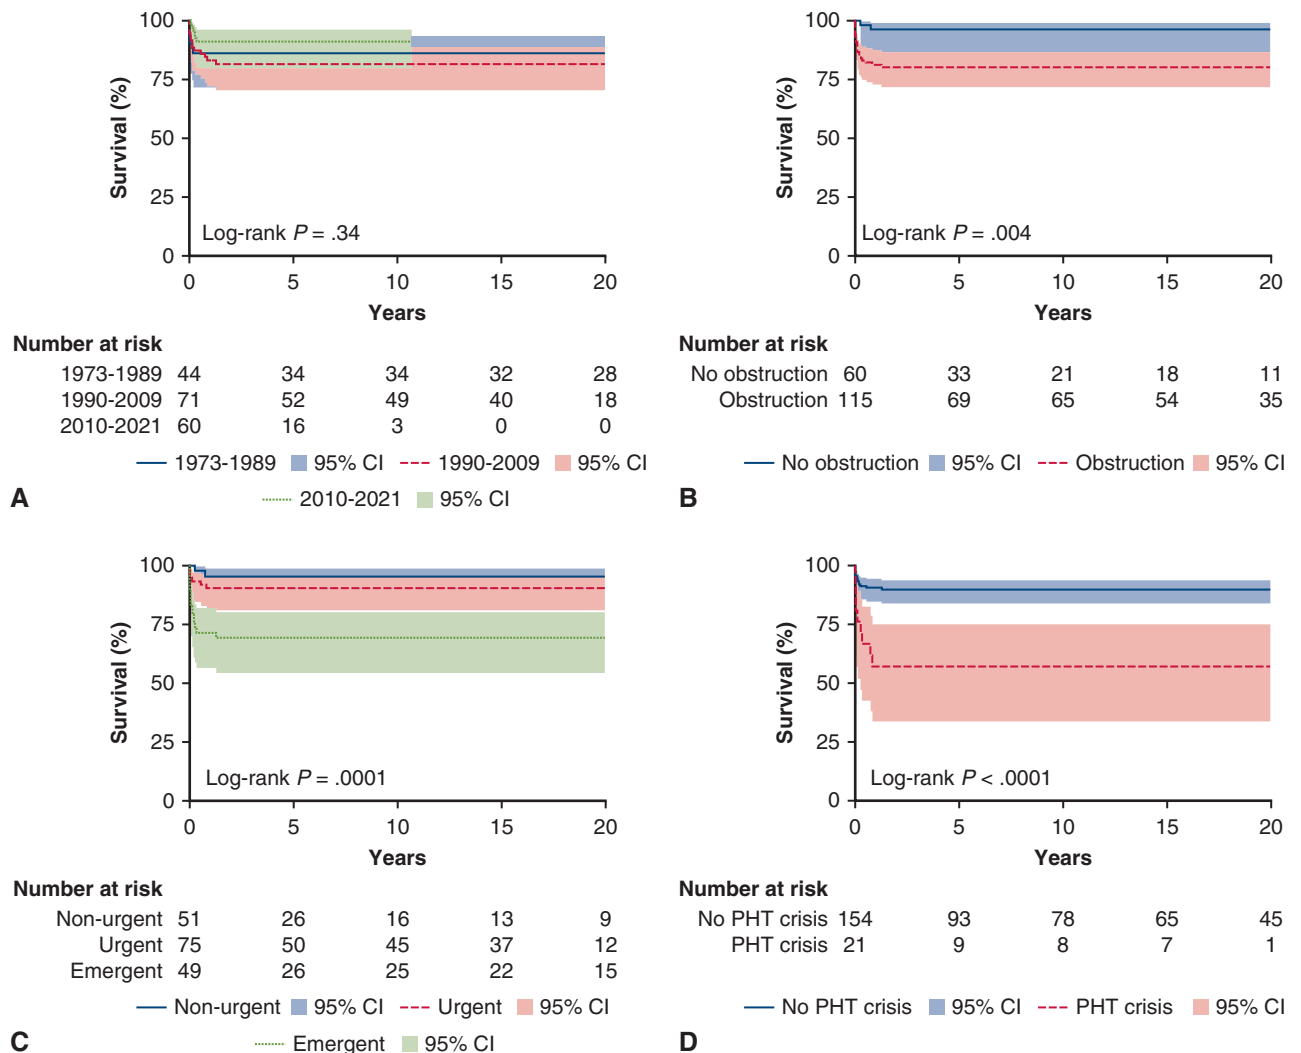 100
75
50
25
0
Survival (%)
Log-rank P = .34
0 5 10 15 20
Years
Number at risk
1973-1989 44 34 34 32 28
1990-2009 71 52 49 40 18
2010-2021 60 16 3 0 0
1973-1989 95% CI 1990-2009 95% CI
2010-2021 95% CI
A
100
75
50
25
0
Survival (%)
Log-rank P = .004
0 5 10 15 20
Years
Number at risk
No obstruction 60 33 21 18 11
Obstruction 115 69 65 54 35
No obstruction 95% CI Obstruction 95% CI
B
100
75
50
25
0
Survival (%)
Log-rank P = .0001
0 5 10 15 20
Years
Number at risk
Non-urgent 51 26 16 13 9
Urgent 75 50 45 37 12
Emergent 49 26 25 22 15
Non-urgent 95% CI Urgent 95% CI
Emergent 95% CI
C
100
75
50
25
0
Survival (%)
Log-rank P < .0001
0 5 10 15 20
Years
Number at risk
No PHT crisis 154 93 78 65 45
PHT crisis 21 9 8 7 1
No PHT crisis 95% CI PHT crisis 95% CI
D